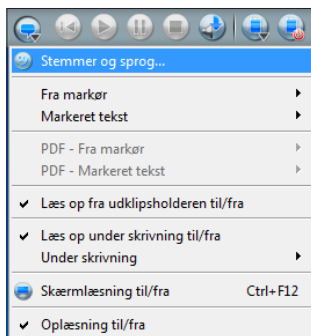 Stemmer og sprog...
Fra markør
Markeret tekst
PDF - Fra markør
PDF - Markeret tekst
Læs op fra udklipsholderen til/fra
Læs op under skrivning til/fra
Under skrivning
Skærmlæsning til/fra Ctrl+F12
Oplæsning til/fra